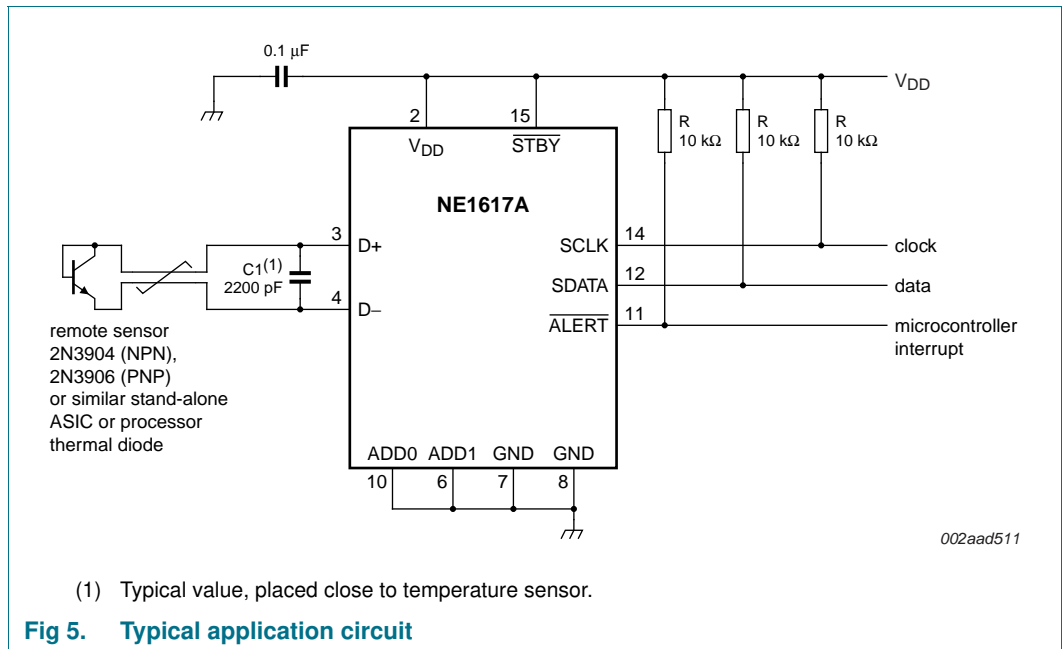 0.1 μF
VDD
2
15
VDD
STBY
R
10 kΩ
R
10 kΩ
R
10 kΩ
NE1617A
3
D+
C1(1)
2200 pF
4
D−
SCLK
14
clock
SDATA
12
data
ALERT
11
microcontroller
interrupt
remote sensor
2N3904 (NPN),
2N3906 (PNP)
or similar stand-alone
ASIC or processor
thermal diode
ADD0 ADD1 GND GND
10 6 7 8
002aad511
(1) Typical value, placed close to temperature sensor.
Fig 5. Typical application circuit